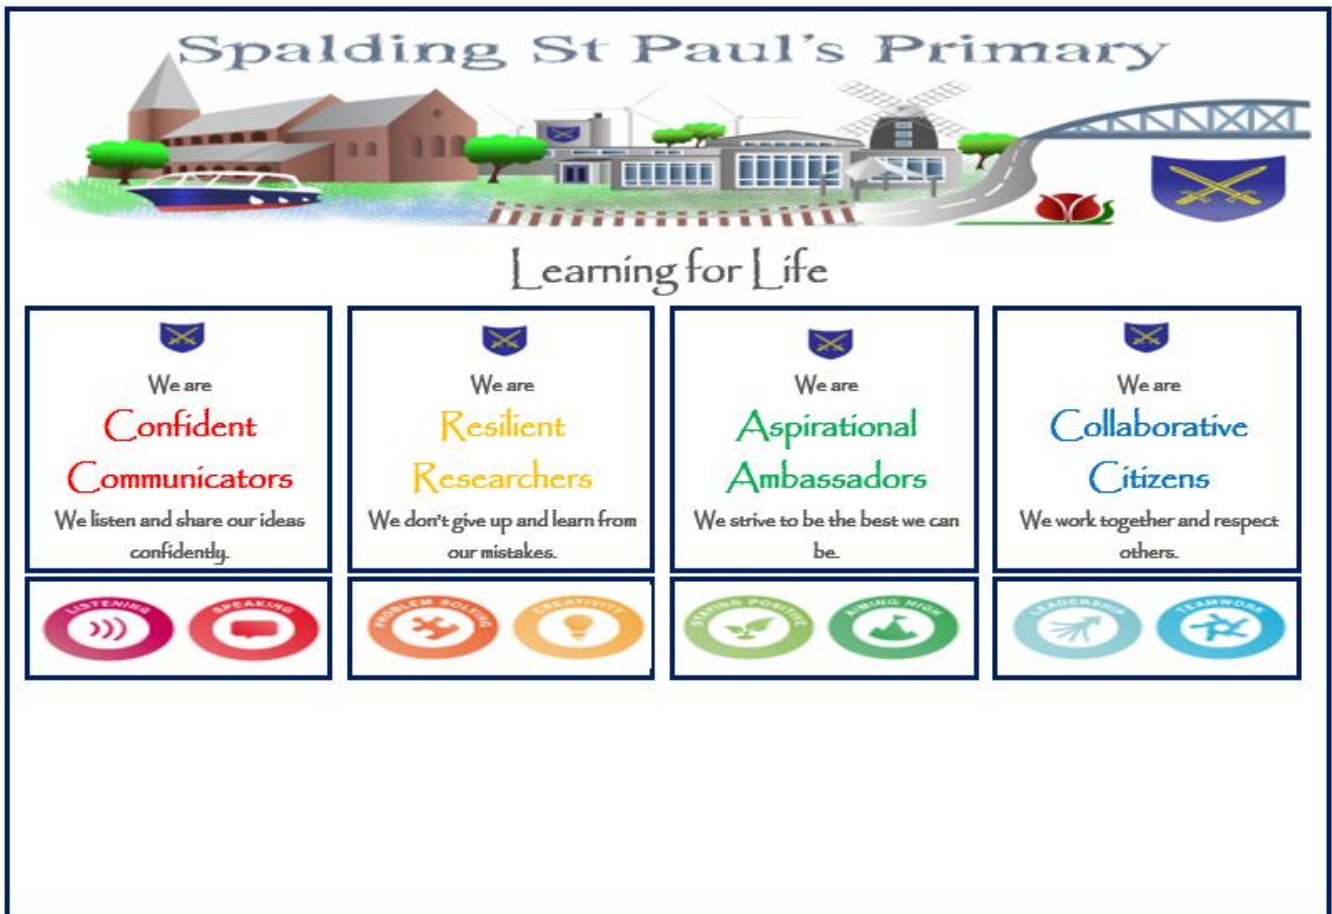 Spalding St Paul's Primary
Learning for Life
We are
Confident
Communicators
We listen and share our ideas
confidently.
We are
Resilient
Researchers
We don't give up and learn from
our mistakes.
We are
Aspirational
Ambassadors
We strive to be the best we can
be.
We are
Collaborative
Citizens
We work together and respect
others.
LISTENING
SPEAKING
PROBLEM SOLVING
CREATIVITY
STAYING POSITIVE
AIMING HIGH
LEADERSHIP
TEAMWORK